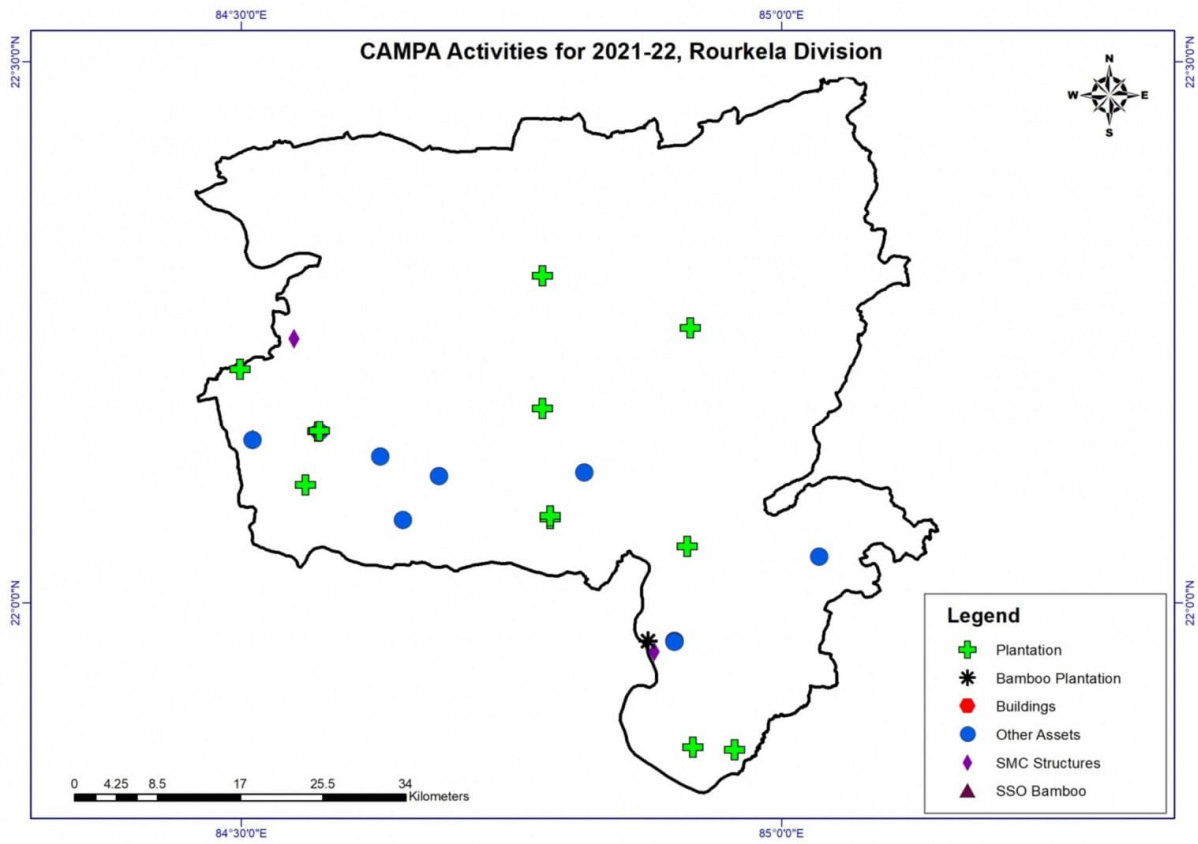 84°30'0"E 85°0'0"E
CAMPA Activities for 2021-22, Rourkela Division
22°30'0"N
22°30'0"N
N
W E
S
22°0'0"N
22°0'0"N
Legend
Plantation
Bamboo Plantation
Buildings
Other Assets
SMC Structures
SSO Bamboo
0 4.25 8.5 17 25.5 34
Kilometers
84°30'0"E 85°0'0"E